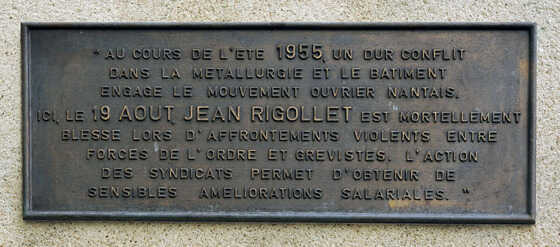 "AU COURS DE L'ETE 1955, UN DUR CONFLIT
DANS LA METALLURGIE ET LE BATIMENT
ENGAGE LE MOUVEMENT OUVRIER NANTAIS.
ICI, LE 19 AOUT, JEAN RIGOLLET EST MORTELLEMENT
BLESSE LORS D'AFFRONTEMENTS VIOLENTS ENTRE
FORCES DE L'ORDRE ET GREVISTES. L'ACTION
DES SYNDICATS PERMET D'OBTENIR DE
SENSIBLES AMELIORATIONS SALARIALES."